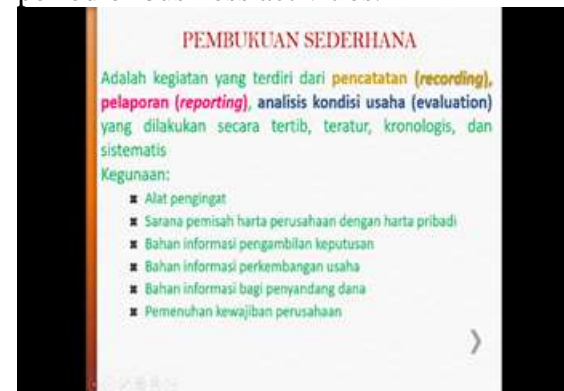 PEMBUKUAN SEDERHANA
Adalah kegiatan yang terdiri dari pencatatan (recording),
pelaporan (reporting), analisis kondisi usaha (evaluation)
yang dilakukan secara tertib, teratur, kronologis, dan
sistematis
Kegunaan:
Alat pengingat
Sarana pemisah harta perusahaan dengan harta pribadi
Bahan informasi pengambilan keputusan
Bahan informasi perkembangan usaha
Bahan informasi bagi penyandang dana
Pemenuhan kewajiban perusahaan